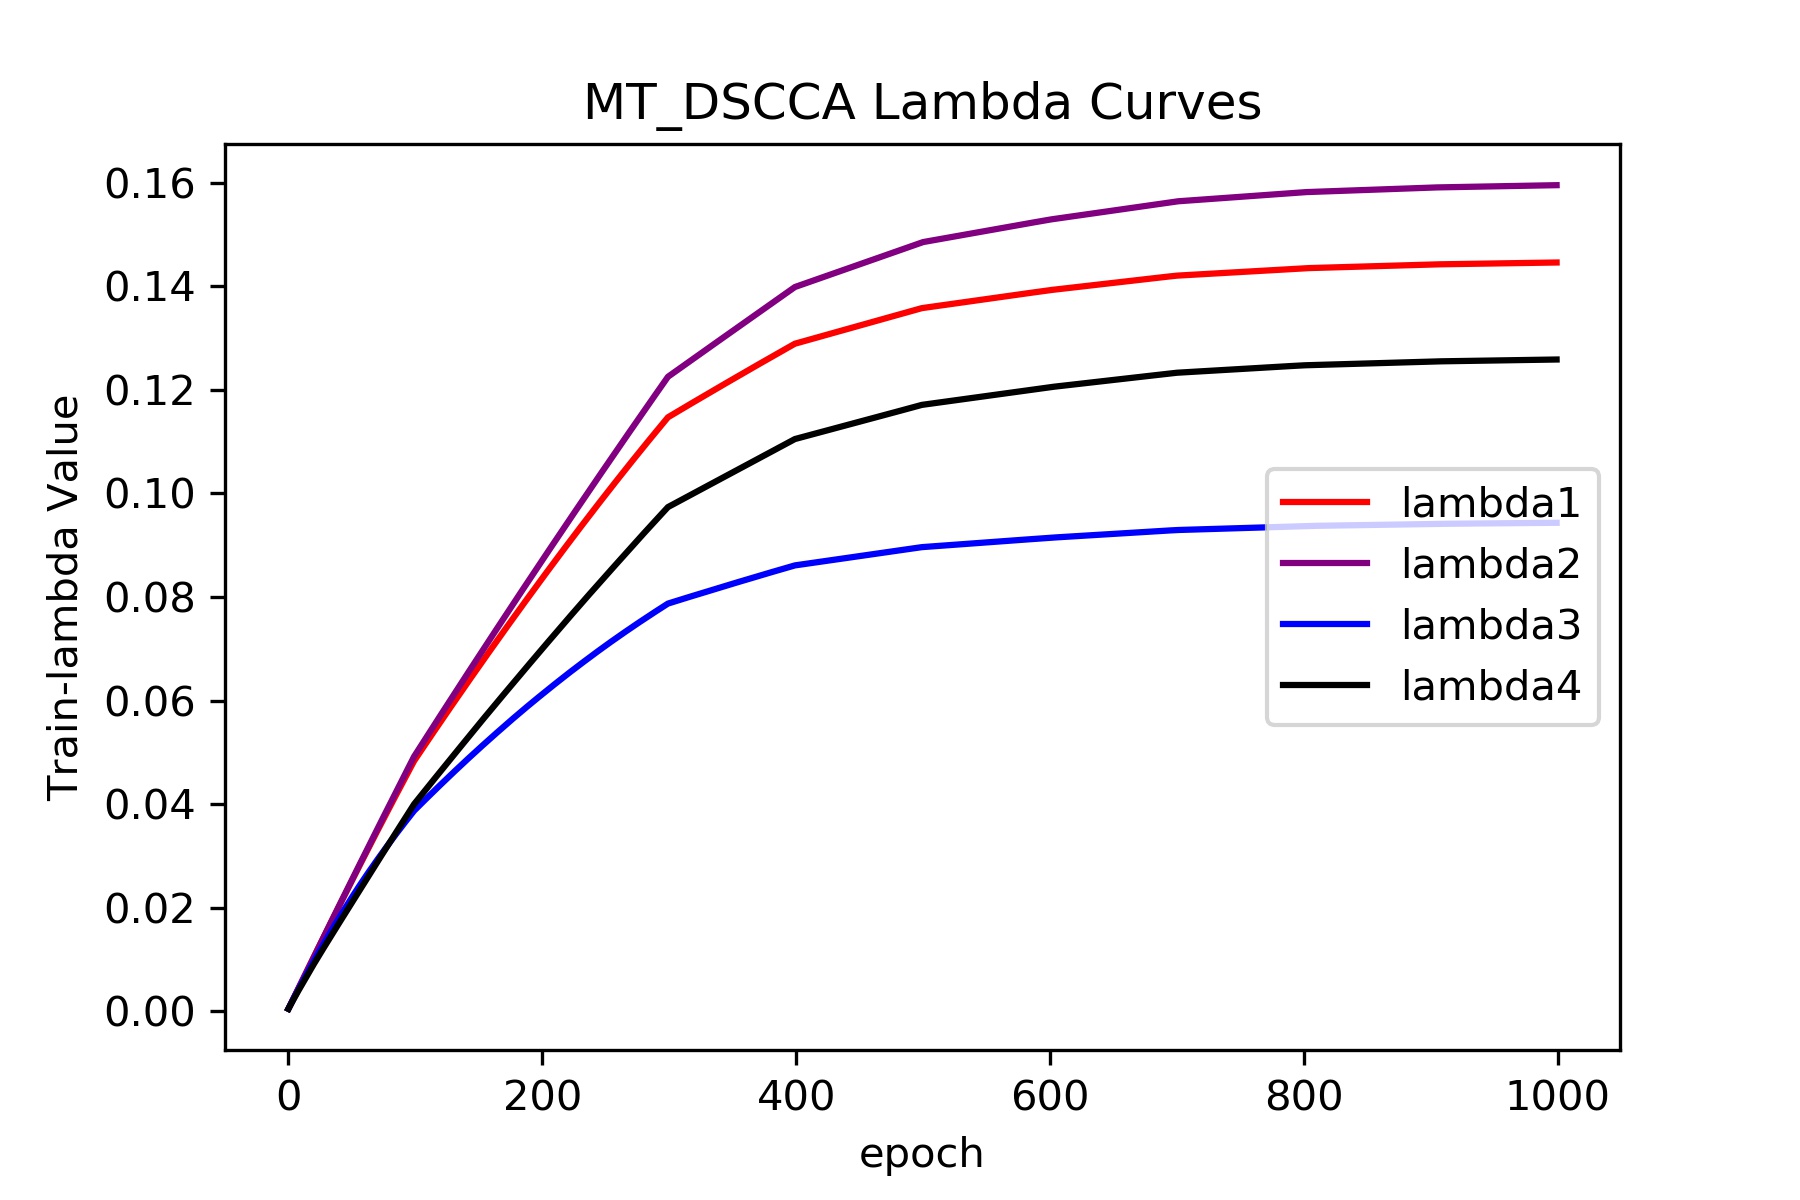 MT_DSCCA Lambda Curves
Train-lambda Value
0.16
0.14
0.12
0.10
0.08
0.06
0.04
0.02
0.00
lambda1
lambda2
lambda3
lambda4
0 200 400 600 800 1000
epoch